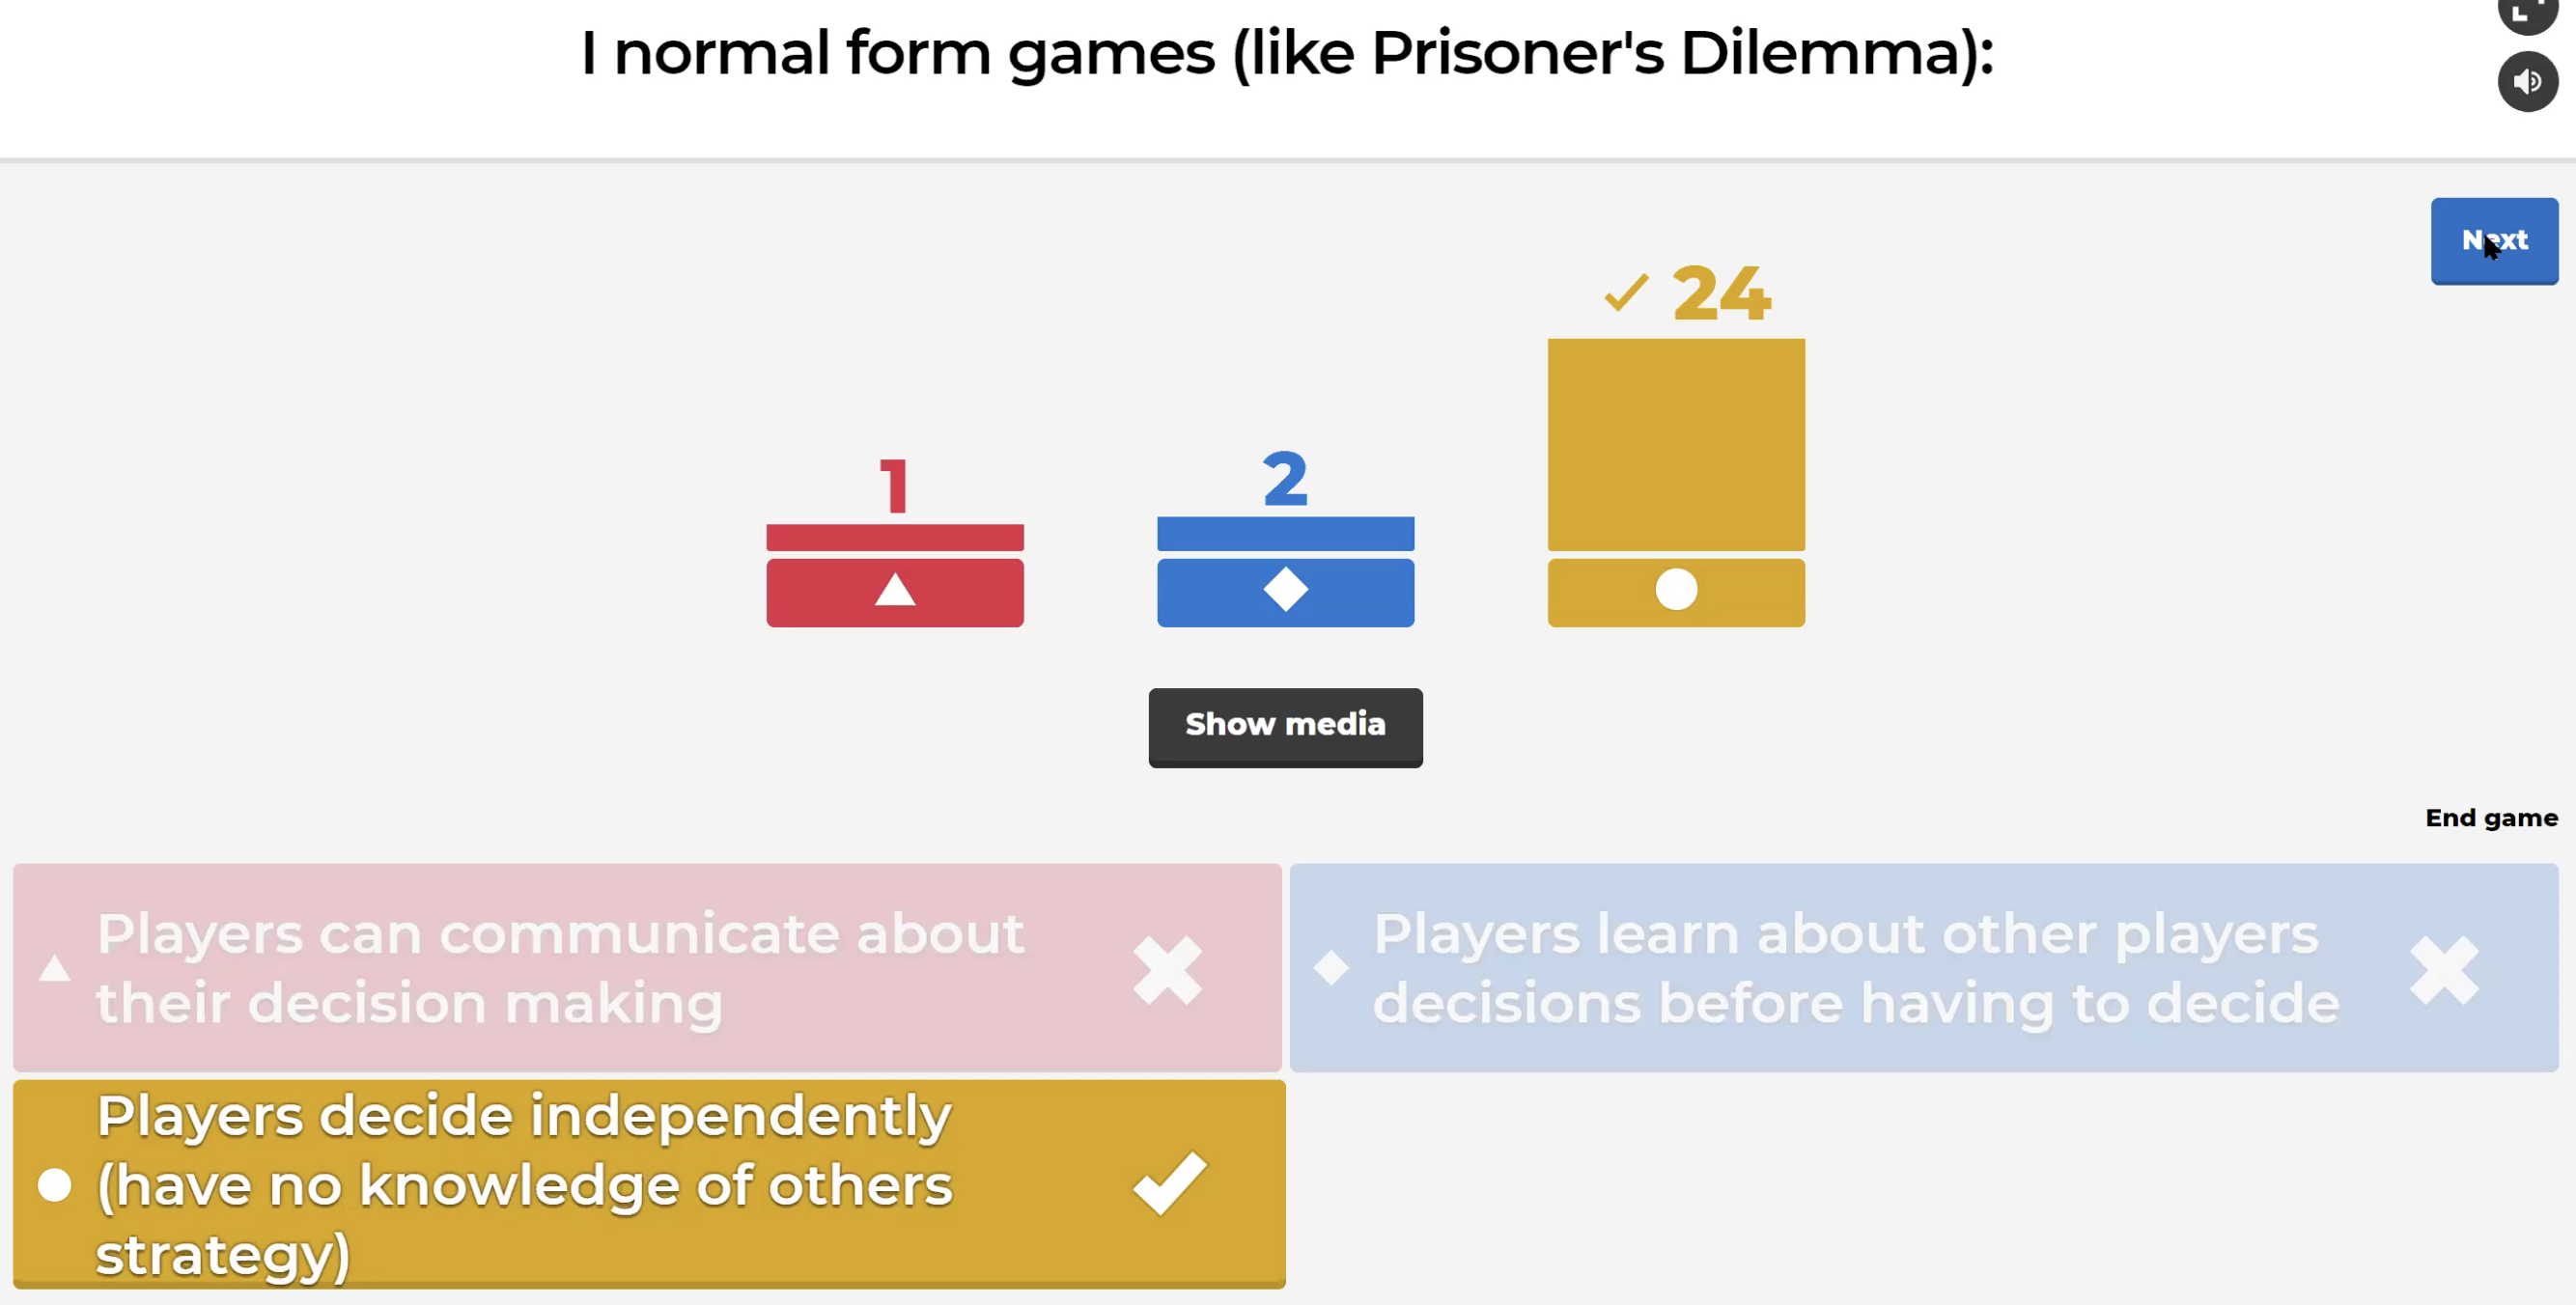 I normal form games (like Prisoner's Dilemma):
Next
24
1
2
Show media
End game
Players can communicate about
their decision making
Players learn about other players
decisions before having to decide
Players decide independently
(have no knowledge of others
strategy)